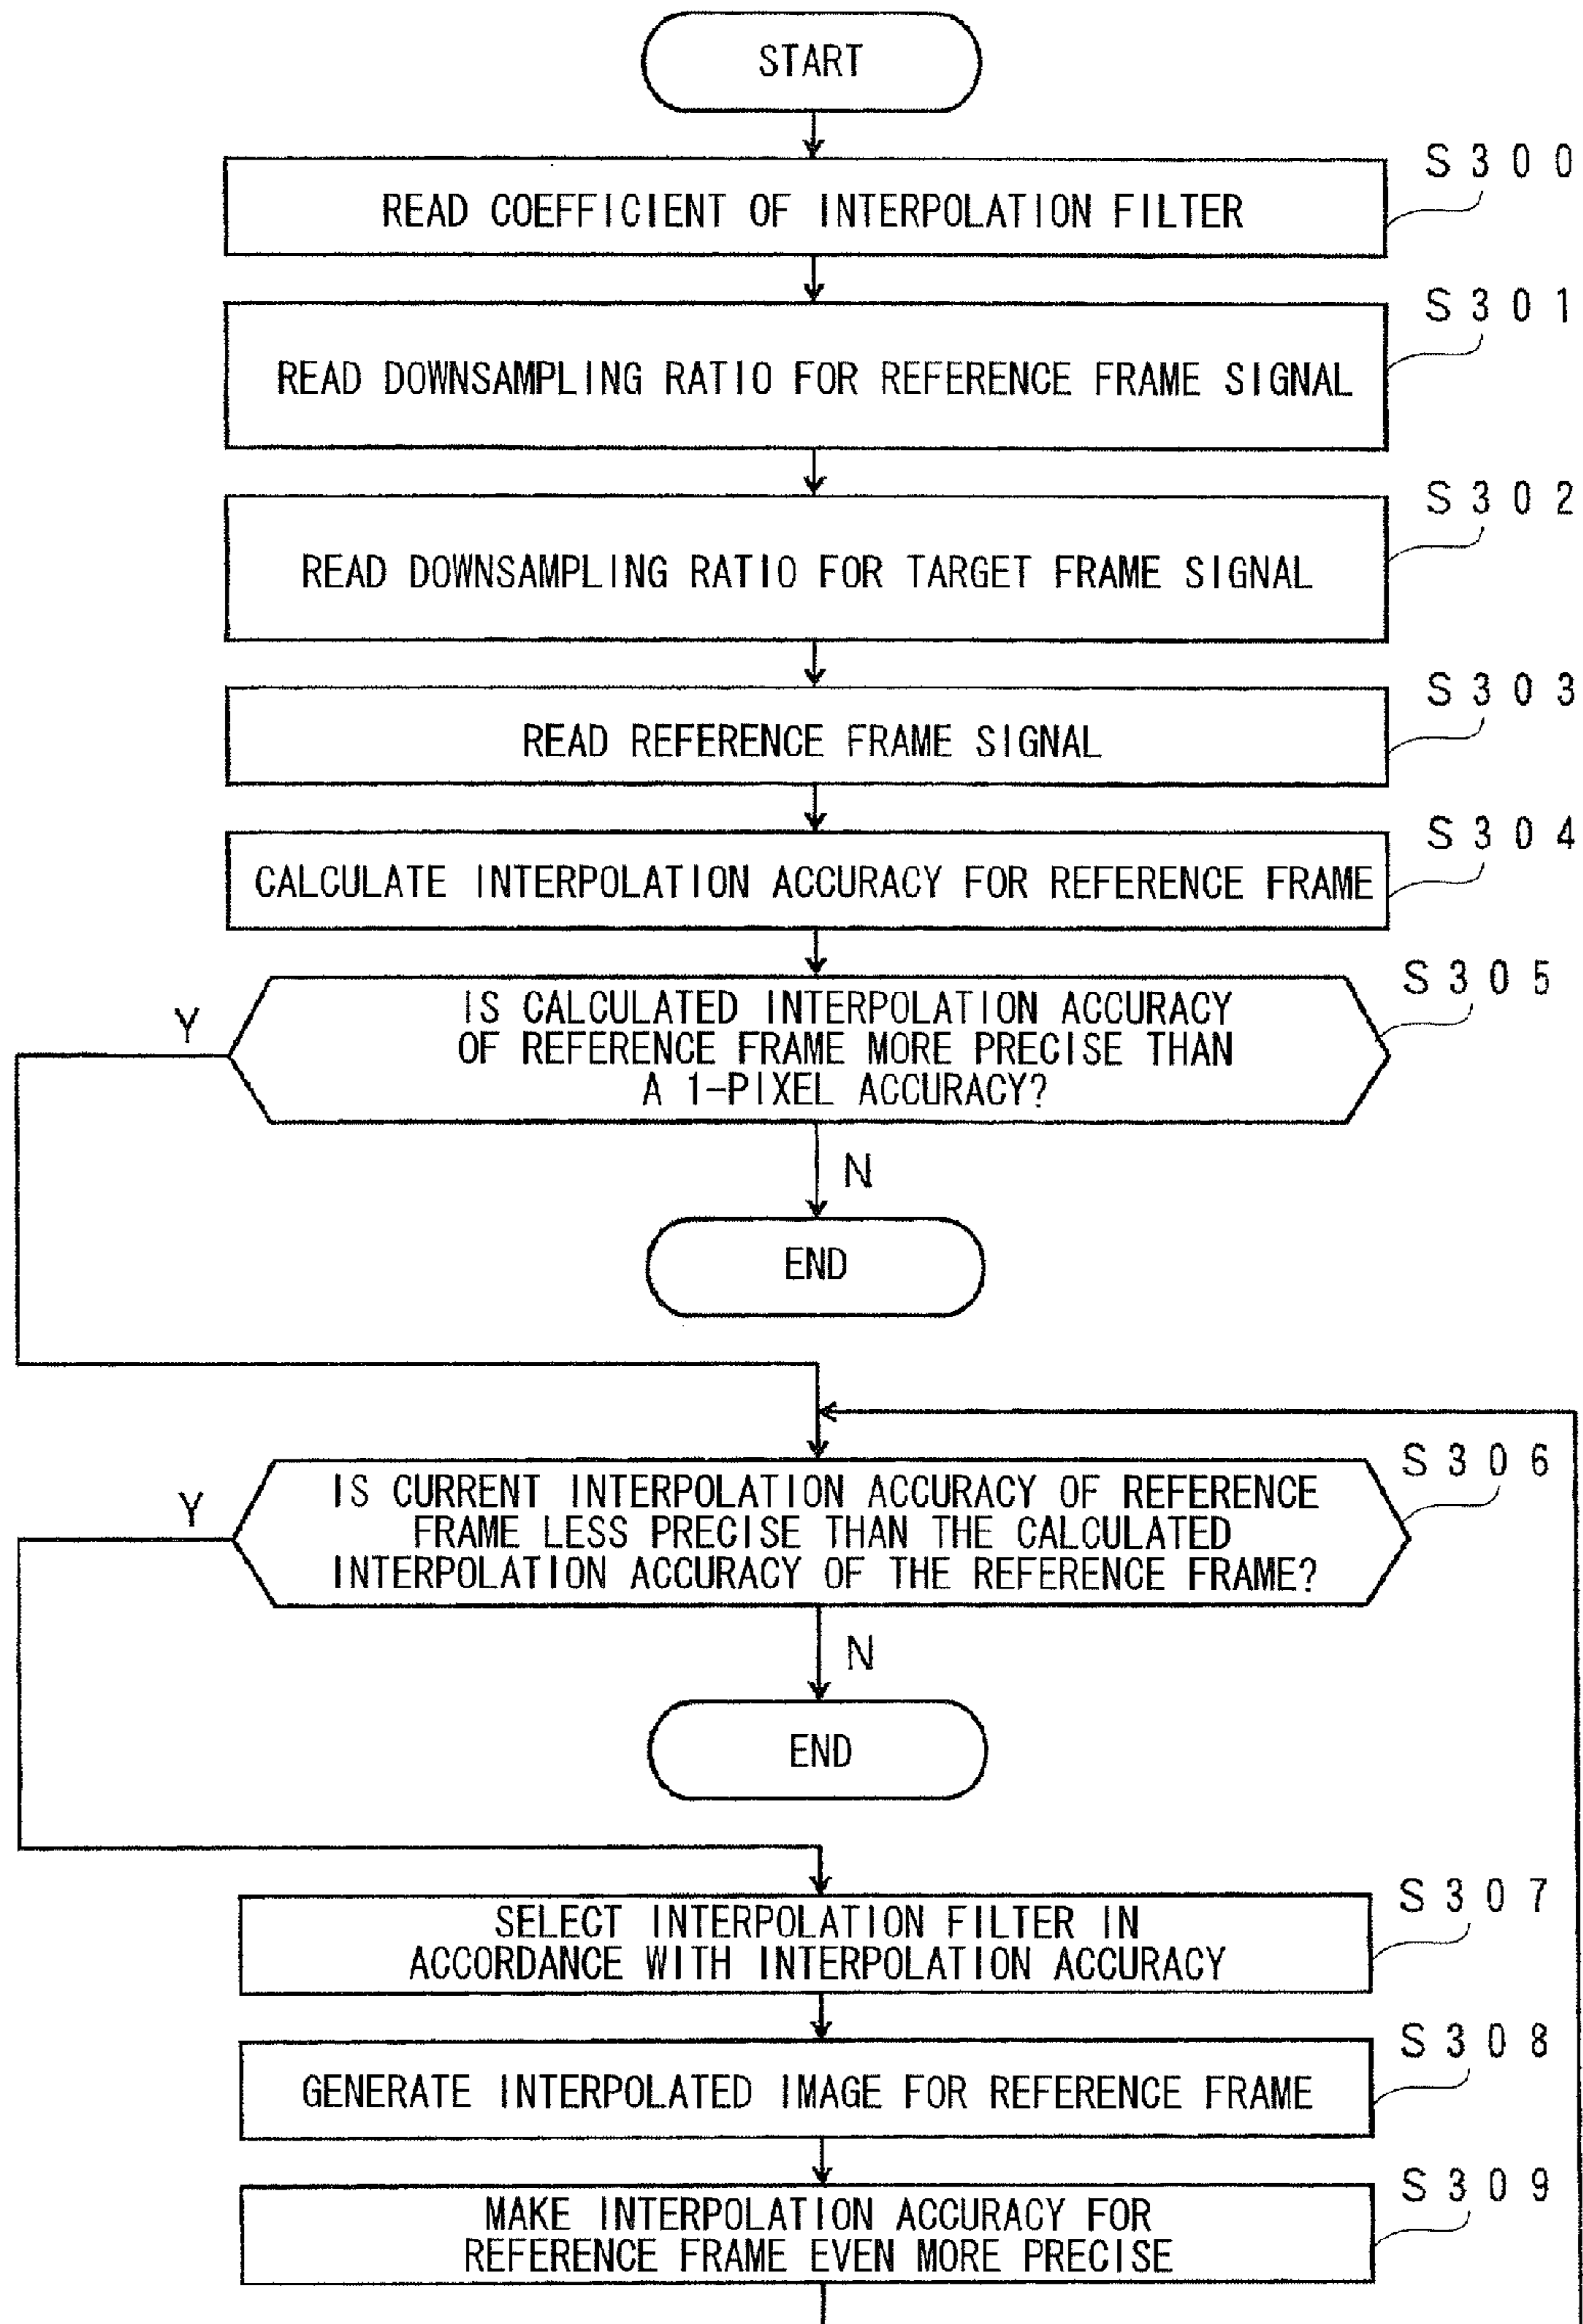 START
S300
READ COEFFICIENT OF INTERPOLATION FILTER
S301
READ DOWNSAMPLING RATIO FOR REFERENCE FRAME SIGNAL
S302
READ DOWNSAMPLING RATIO FOR TARGET FRAME SIGNAL
S303
READ REFERENCE FRAME SIGNAL
S304
CALCULATE INTERPOLATION ACCURACY FOR REFERENCE FRAME
S305
Y
IS CALCULATED INTERPOLATION ACCURACY
OF REFERENCE FRAME MORE PRECISE THAN
A 1-PIXEL ACCURACY?
N
END
S306
Y
IS CURRENT INTERPOLATION ACCURACY OF REFERENCE
FRAME LESS PRECISE THAN THE CALCULATED
INTERPOLATION ACCURACY OF THE REFERENCE FRAME?
N
END
S307
SELECT INTERPOLATION FILTER IN
ACCORDANCE WITH INTERPOLATION ACCURACY
S308
GENERATE INTERPOLATED IMAGE FOR REFERENCE FRAME
S309
MAKE INTERPOLATION ACCURACY FOR
REFERENCE FRAME EVEN MORE PRECISE